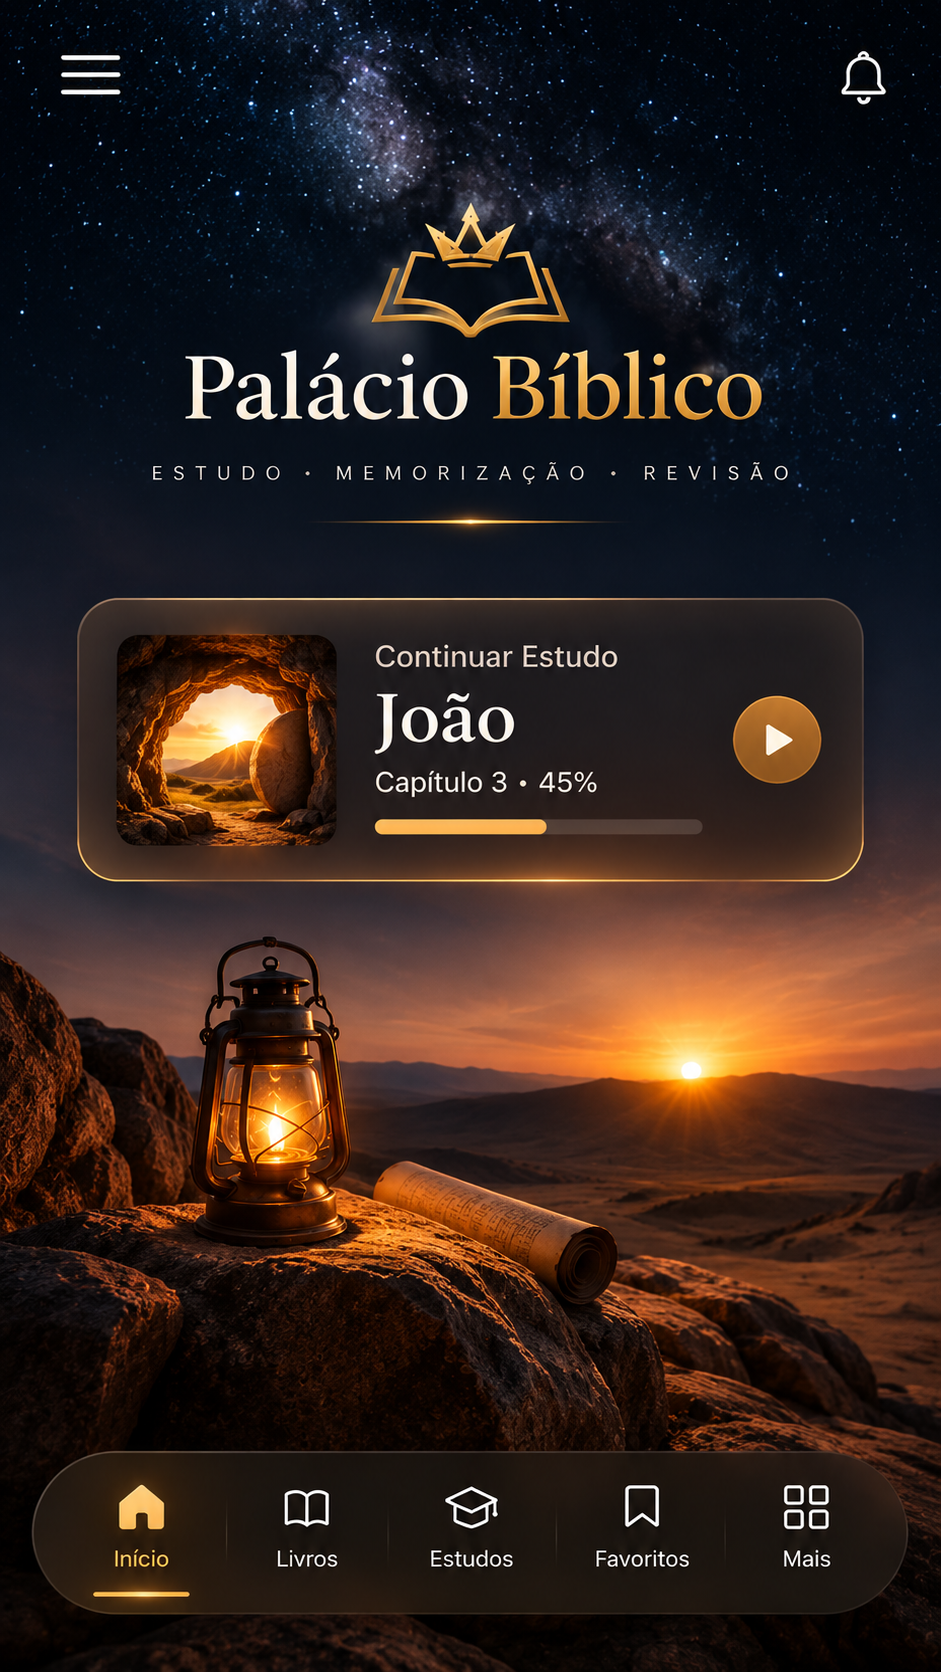 Palácio Bíblico
ESTUDO • MEMORIZAÇÃO • REVISÃO
Continuar Estudo
João
Capítulo 3 • 45%
Início
Livros
Estudos
Favoritos
Mais